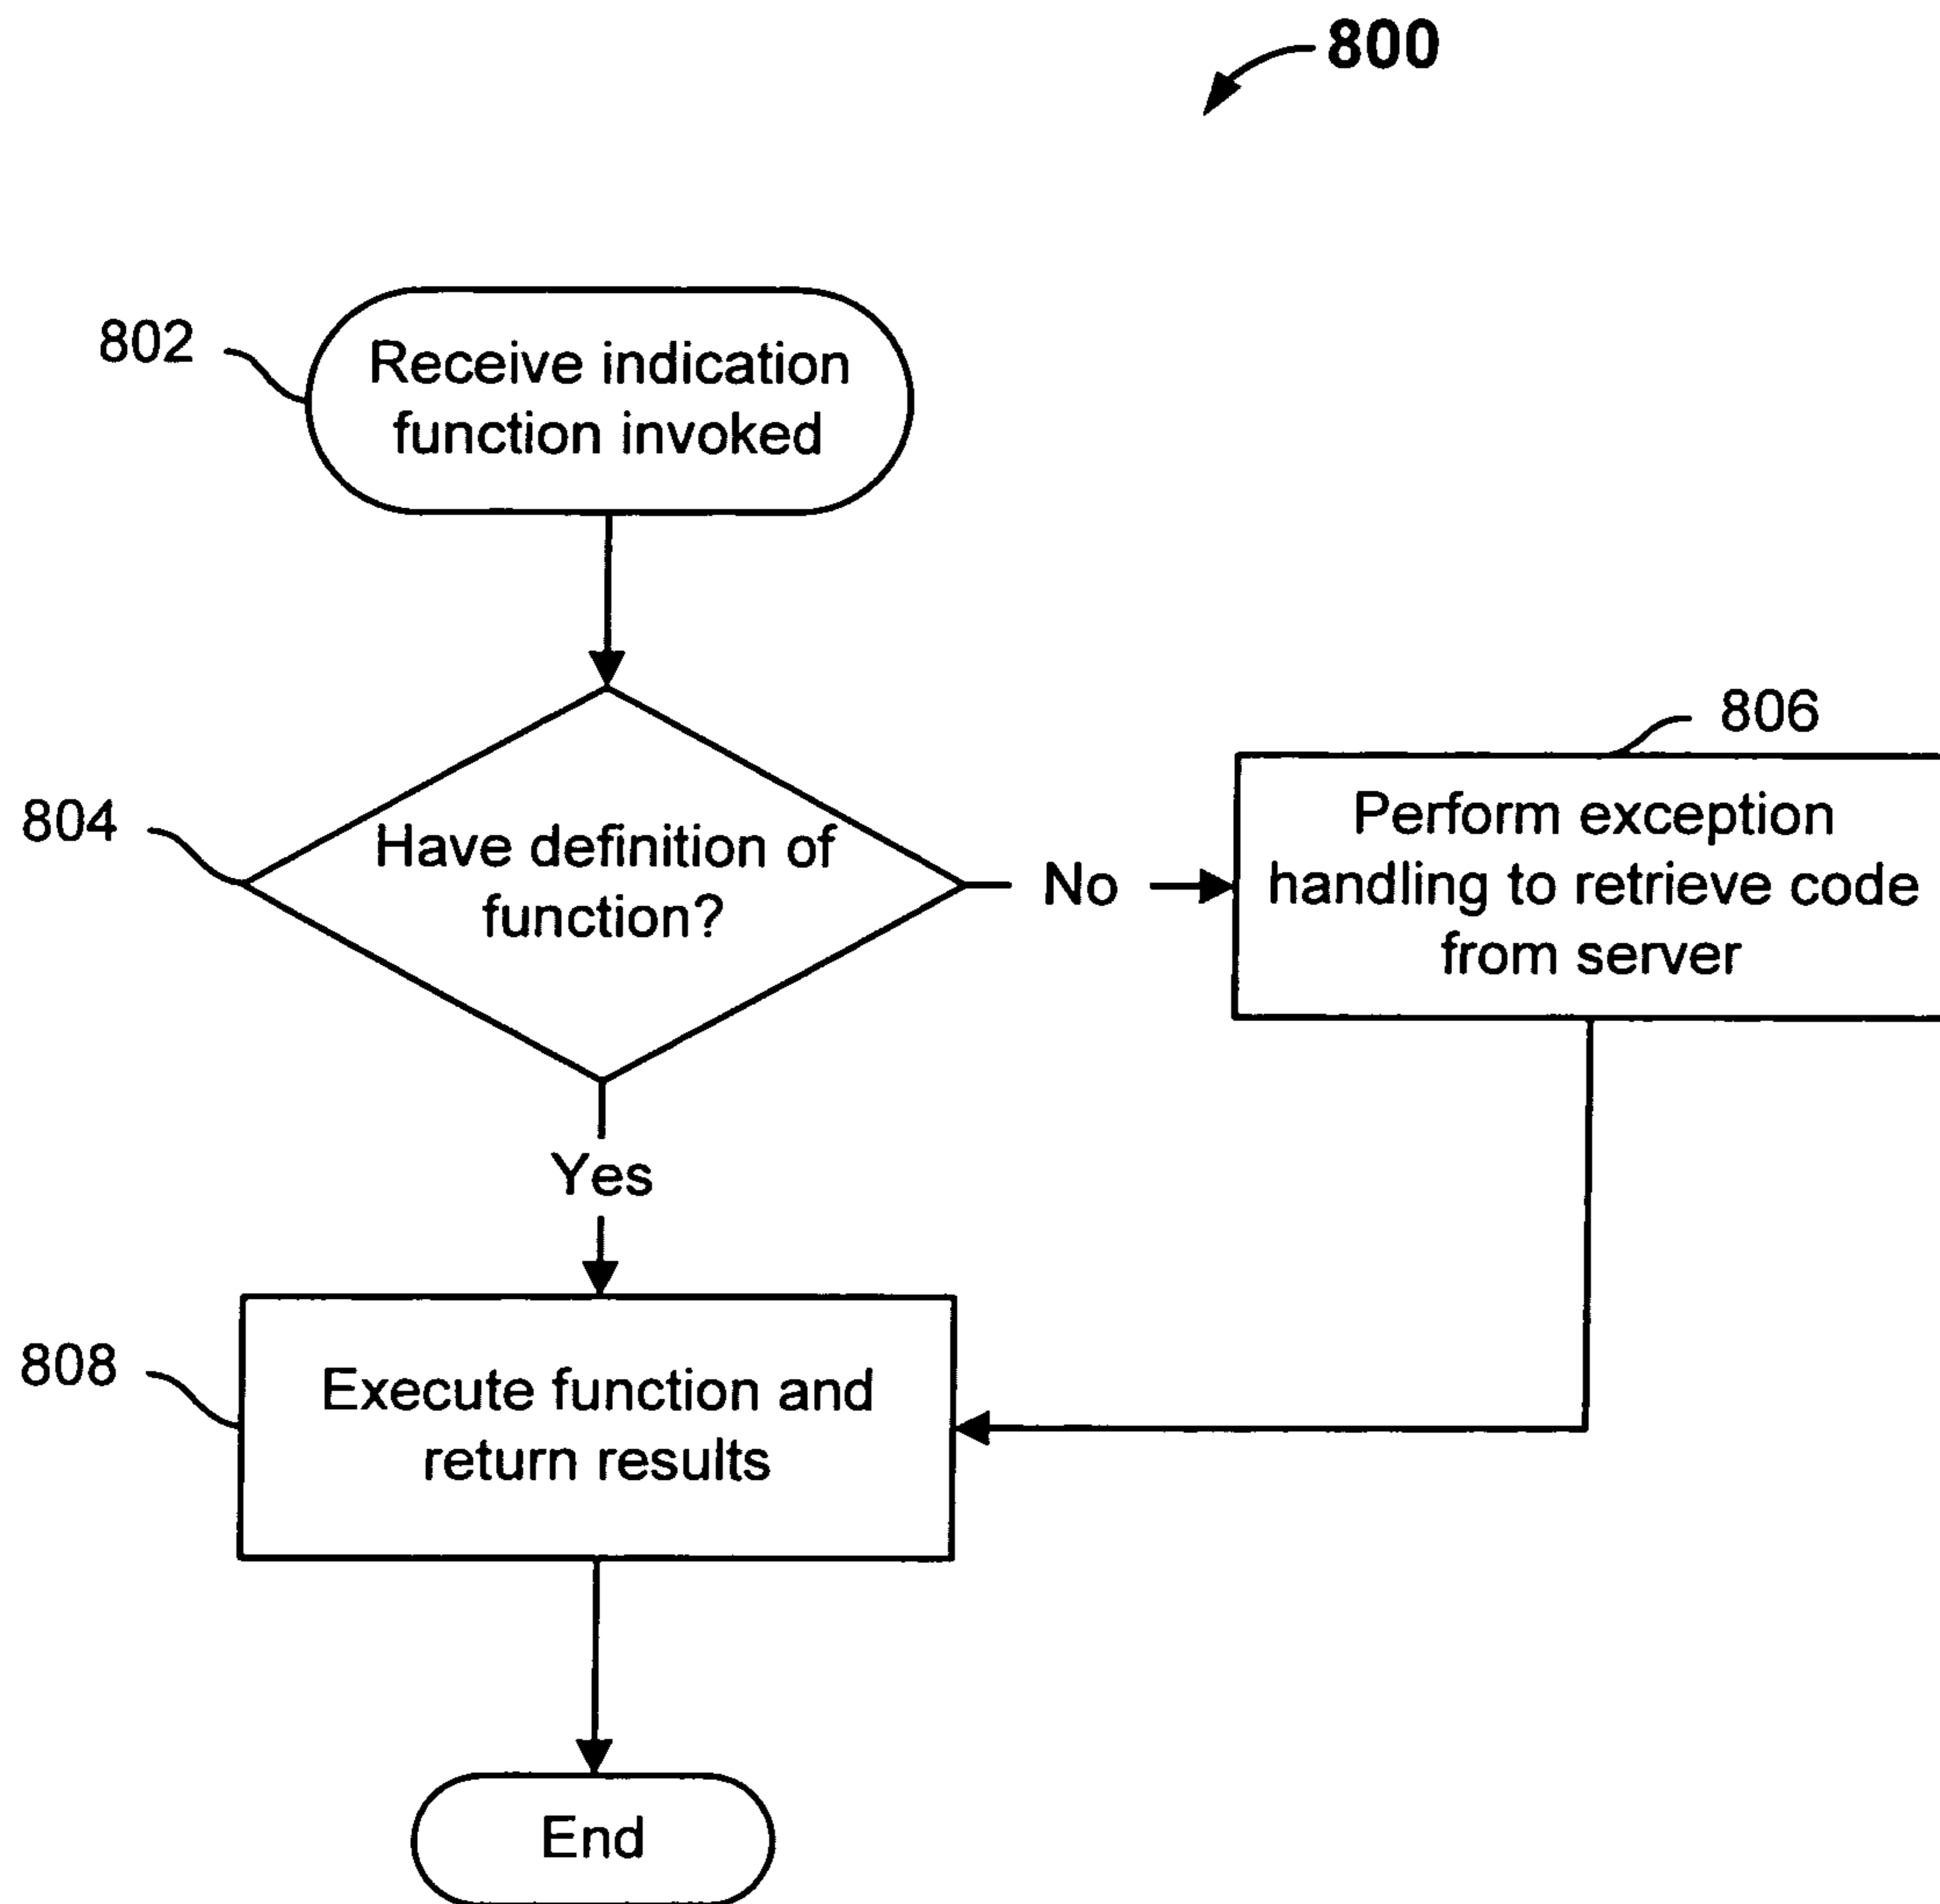 800
802
Receive indication
function invoked
804
Have definition of
function?
No
806
Perform exception
handling to retrieve code
from server
Yes
808
Execute function and
return results
End